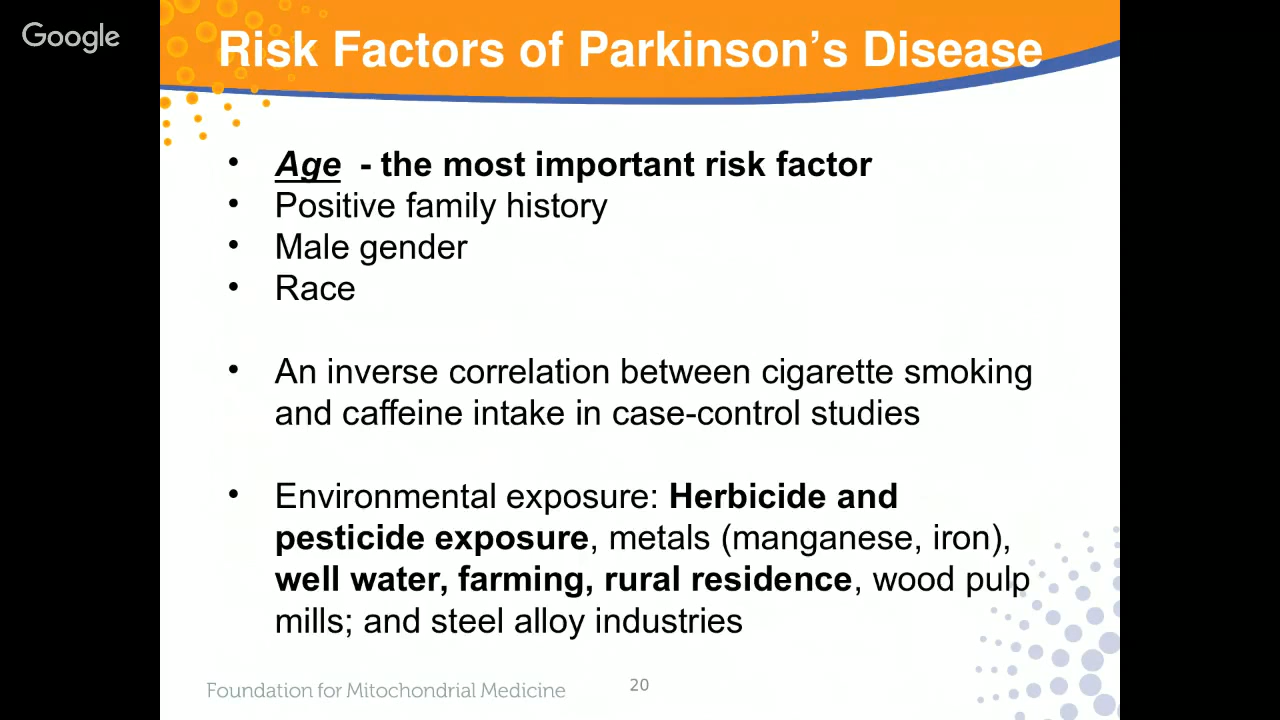 Google
Risk Factors of Parkinson's Disease
• Age - the most important risk factor
• Positive family history
• Male gender
• Race
• An inverse correlation between cigarette smoking
and caffeine intake in case-control studies
• Environmental exposure: Herbicide and
pesticide exposure, metals (manganese, iron),
well water, farming, rural residence, wood pulp
mills; and steel alloy industries
Foundation for Mitochondrial Medicine
20